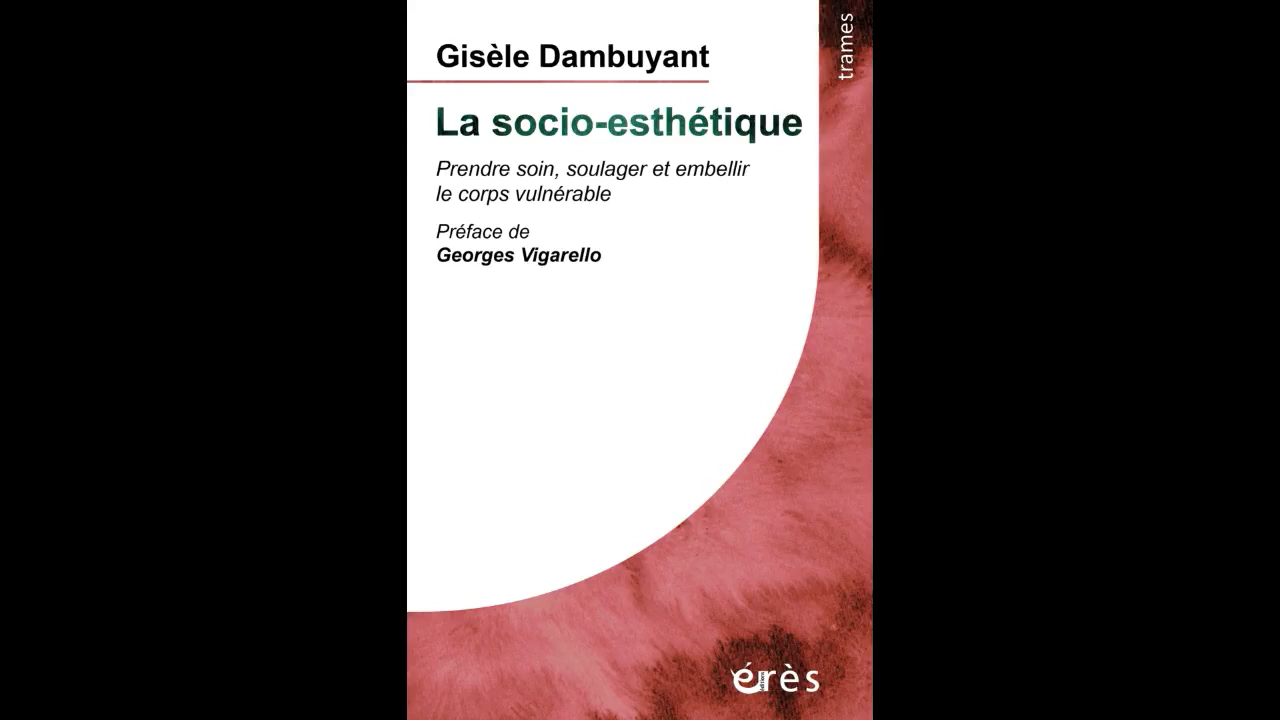 Gisèle Dambuyant
trames
La socio-esthétique
Prendre soin, soulager et embellir
le corps vulnérable
Préface de
Georges Vigarello
érès
éditions